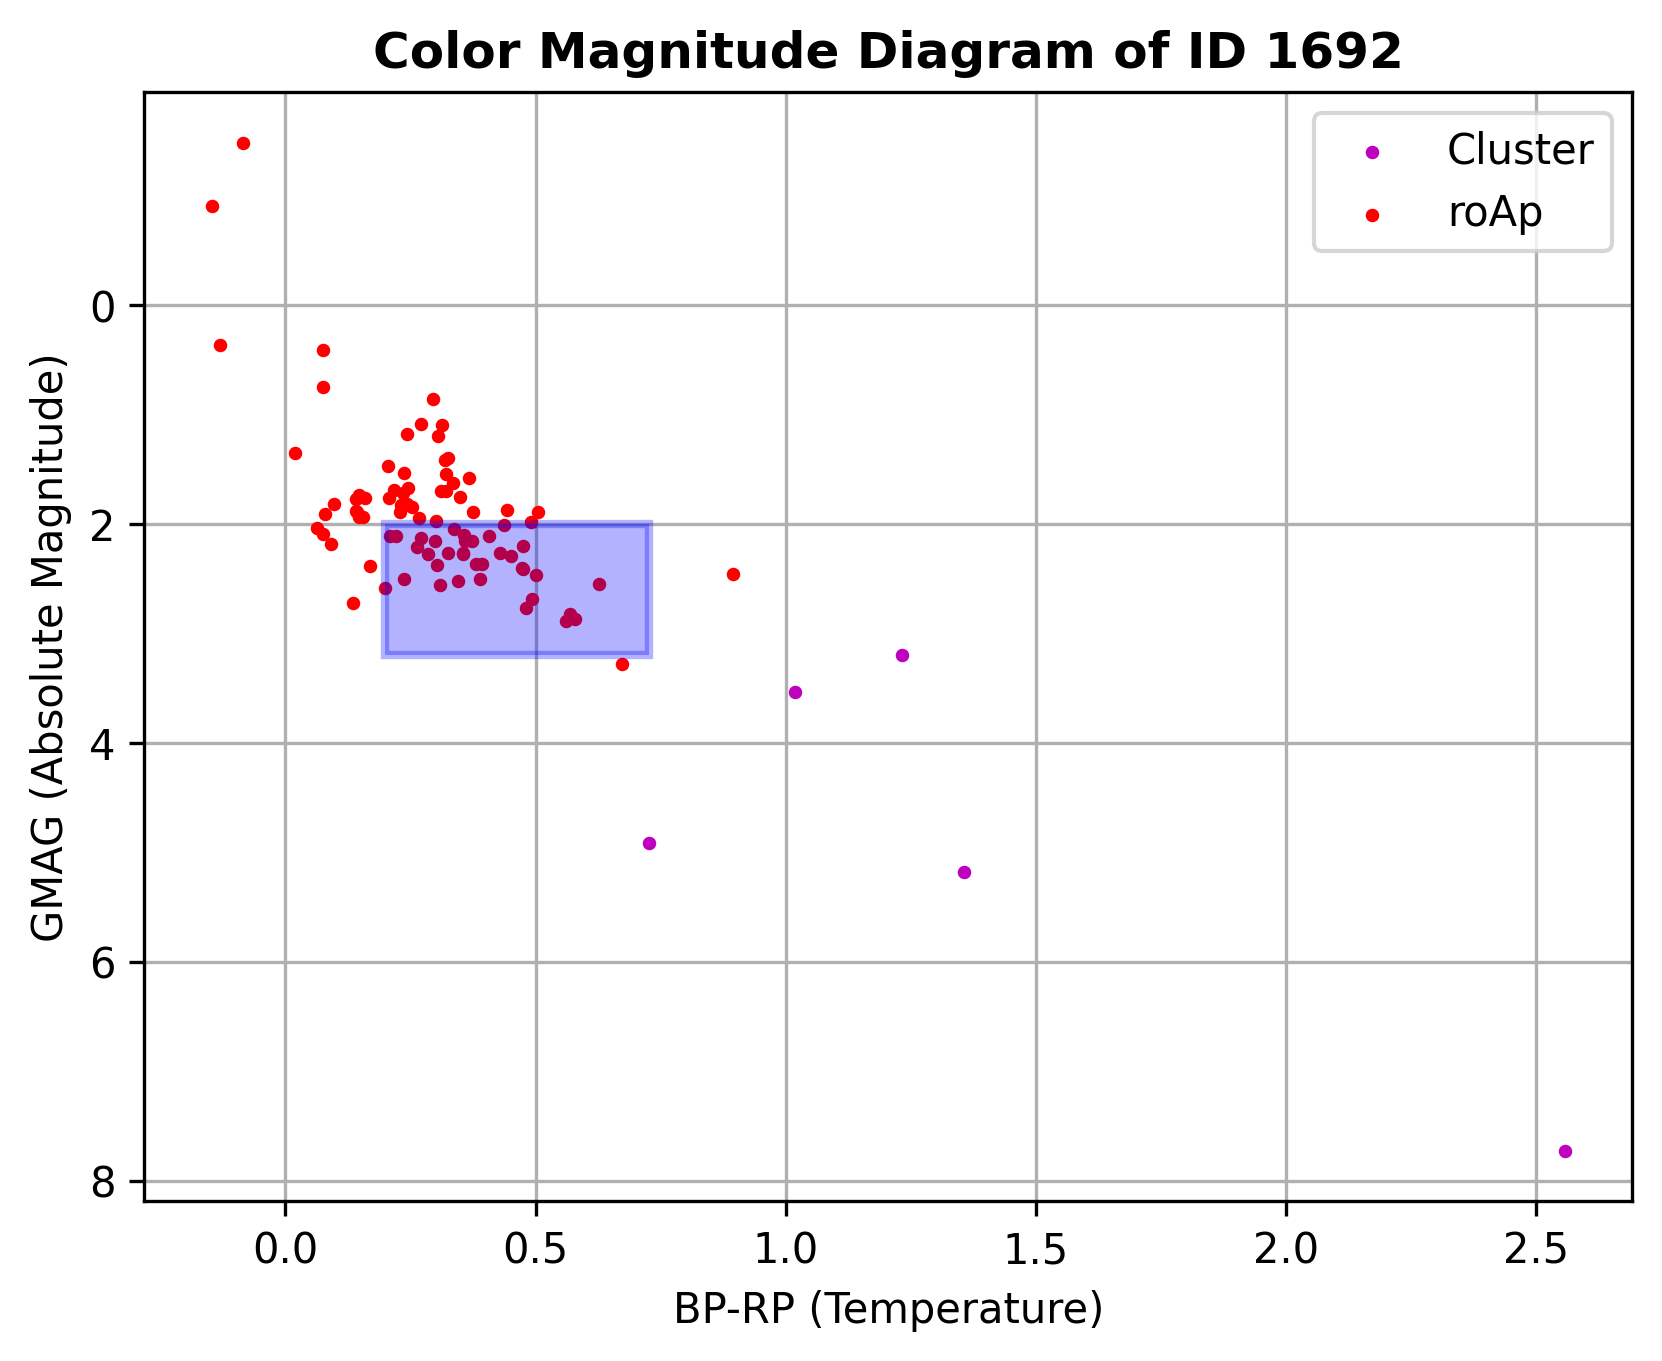 Color Magnitude Diagram of ID 1692
Cluster
roAp
GMAG (Absolute Magnitude)
0
2
4
6
8
0.0 0.5 1.0 1.5 2.0 2.5
BP-RP (Temperature)